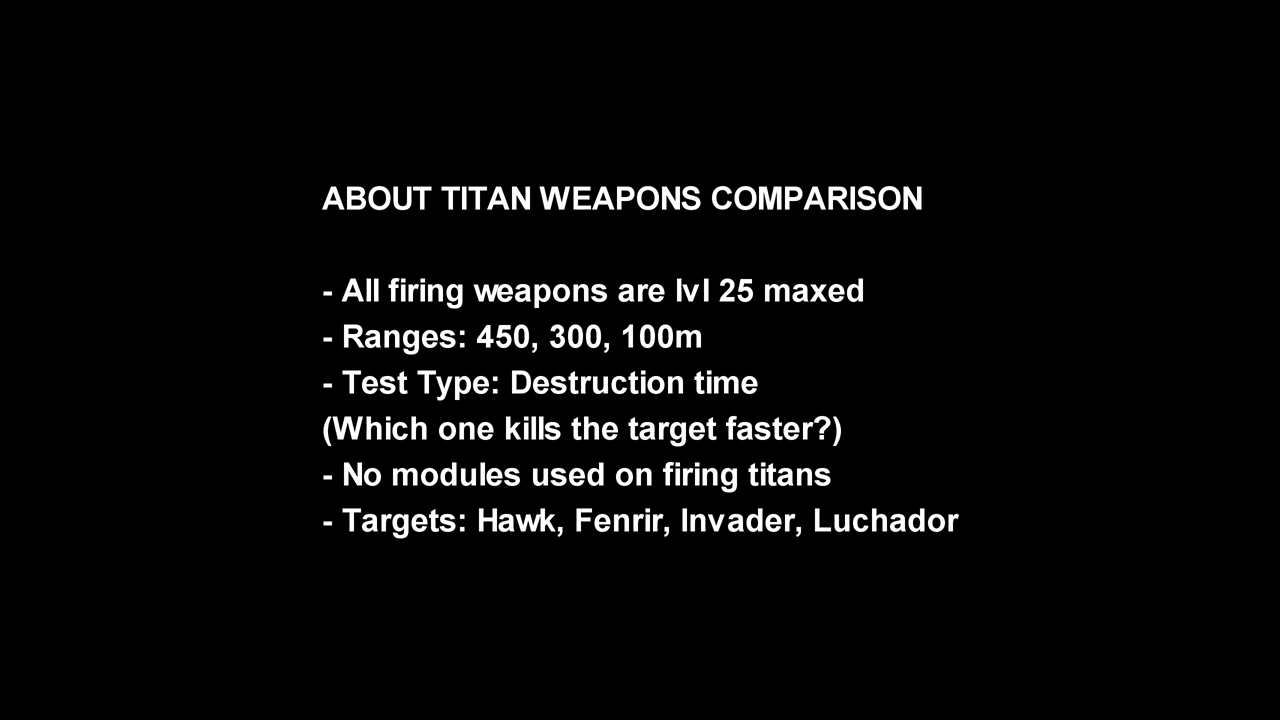 ABOUT TITAN WEAPONS COMPARISON
- All firing weapons are lvl 25 maxed
- Ranges: 450, 300, 100m
- Test Type: Destruction time
(Which one kills the target faster?)
- No modules used on firing titans
- Targets: Hawk, Fenrir, Invader, Luchador